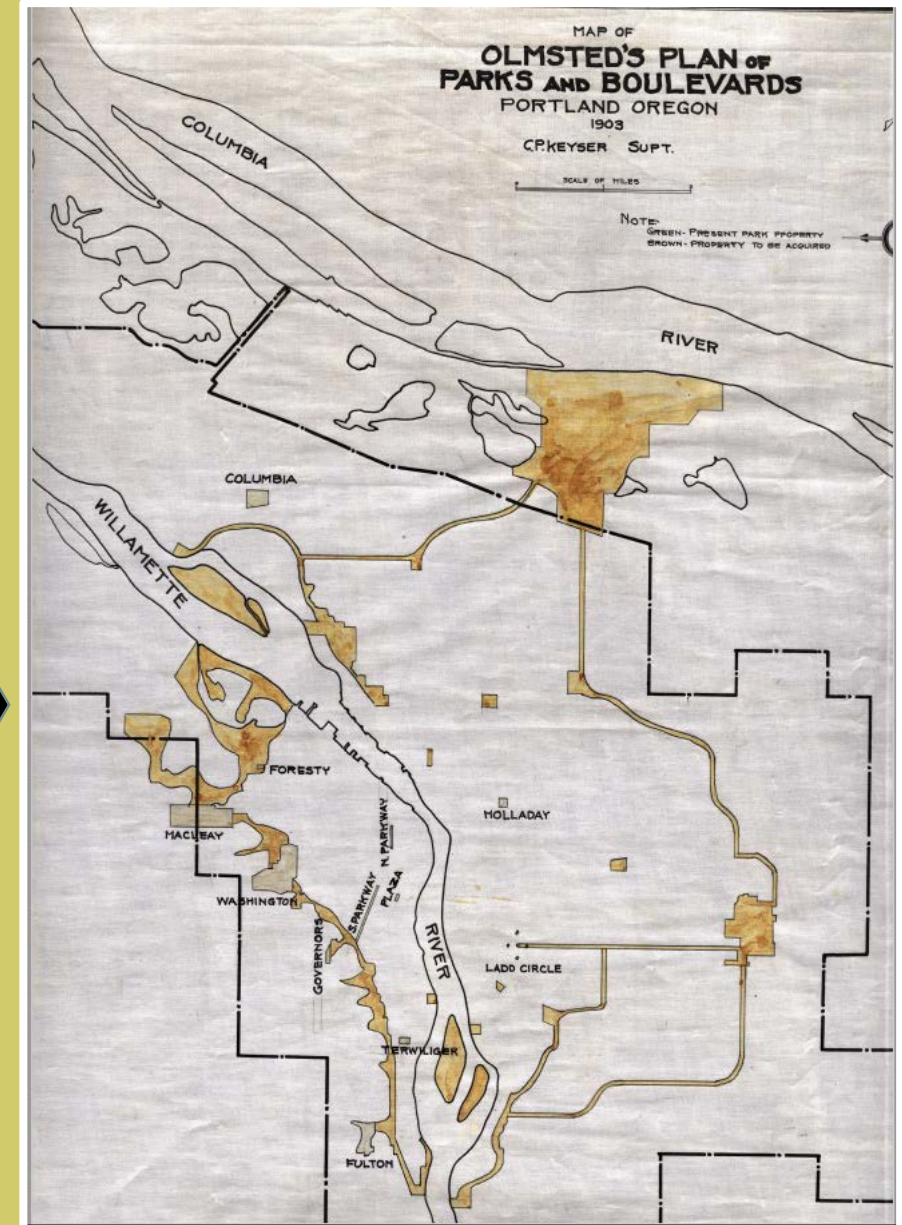 MAP OF
OLMSTED'S PLAN OF
PARKS AND BOULEVARDS
PORTLAND OREGON
1903
C.P.KEYSER SUPT.
SCALE OF MILES
NOTE:
GREEN - PRESENT PARK PROPERTY
BROWN - PROPERTY TO BE ACQUIRED
COLUMBIA
RIVER
COLUMBIA
WILLAMETTE
FORESTY
MACLEAY
HOLLADAY
N. PARKWAY
S. PARKWAY
PLAZA
WASHINGTON
GOVERNORS
RIVER
LADD CIRCLE
TERWILIGER
FULTON